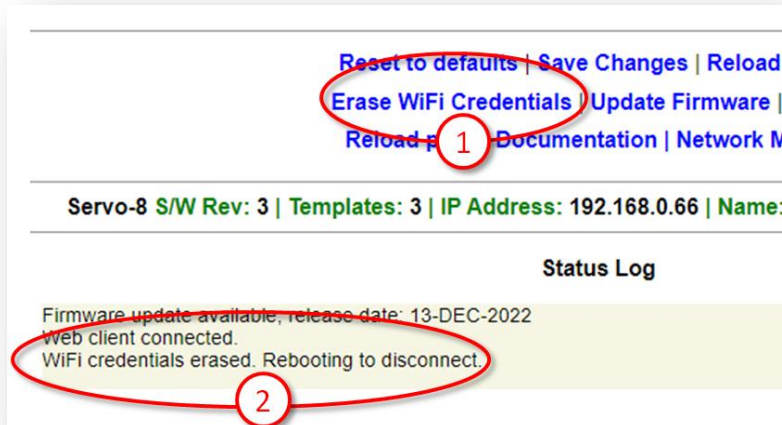 Reset to defaults | Save Changes | Reload
Erase WiFi Credentials | Update Firmware |
Reload Documentation | Network
Servo-8 S/W Rev: 3 | Templates: 3 | IP Address: 192.168.0.66 | Name:
Status Log
Firmware update available, release date: 13-DEC-2022
Web client connected.
WiFi credentials erased. Rebooting to disconnect.
1
2